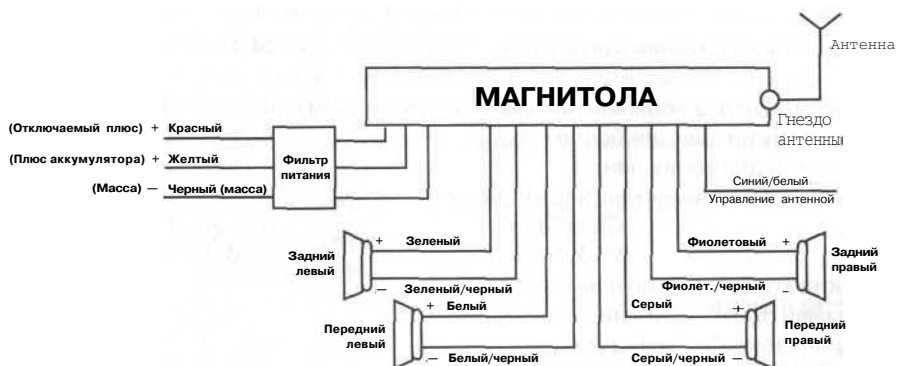 Антенна
МАГНИТОЛА
Гнездо
антенны
(Отключаемый плюс) + Красный
(Плюс аккумулятора) + Желтый
(Масса) – Черный (масса)
Фильтр
питания
Синий/белый
Управление антенной
Задний
левый
+ Зеленый
– Зеленый/черный
Фиолетовый +
Фиолет./черный –
Задний
правый
Передний
левый
+ Белый
– Белый/черный
Серый +
Серый/черный –
Передний
правый